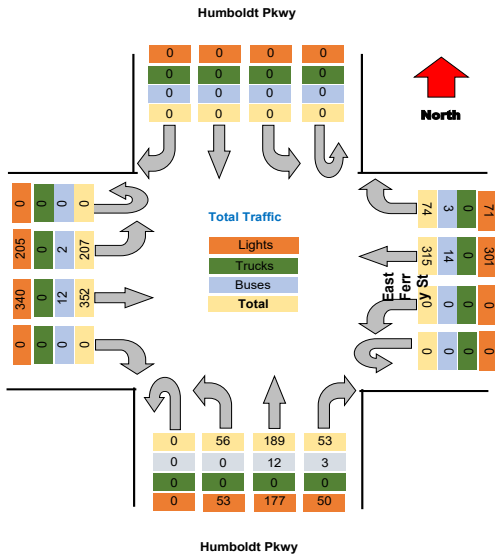 Humboldt Pkwy
0 0 0 0
0 0 0 0
0 0 0 0
0 0 0 0
North
0 0 0 0
205 0 2 207
340 0 12 352
0 0 0 0
Total Traffic
Lights
Trucks
Buses
Total
74 3 0 71
315 14 0 301
0 0 0 0
0 0 0 0
East
Ferr
y St
0 56 189 53
0 0 12 3
0 0 0 0
0 53 177 50
Humboldt Pkwy